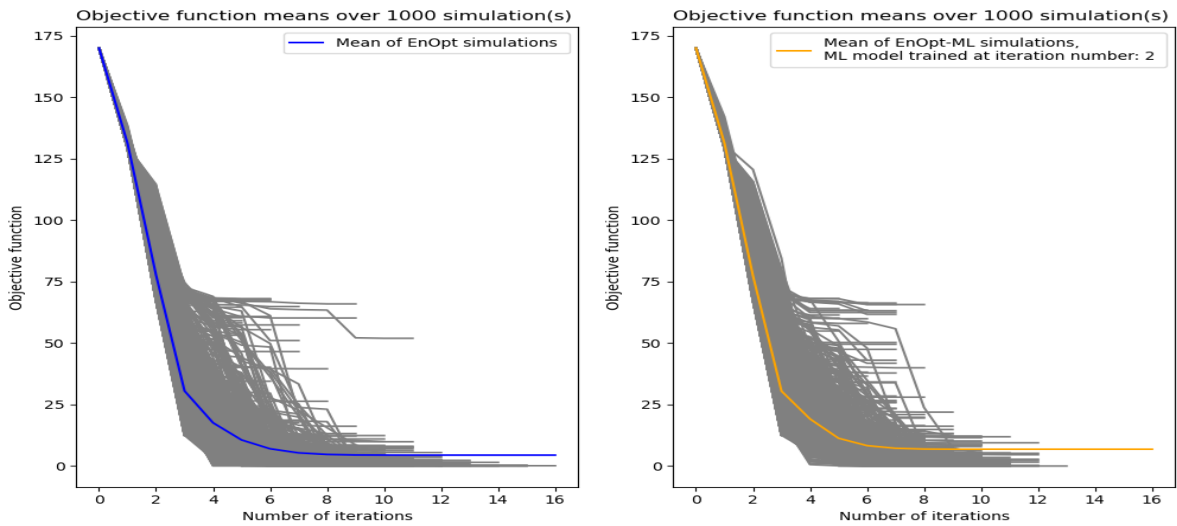 Objective function means over 1000 simulation(s)
Mean of EnOpt simulations
175
150
125
100
75
50
25
0
Objective function
0 2 4 6 8 10 12 14 16
Number of iterations
Objective function means over 1000 simulation(s)
Mean of EnOpt-ML simulations,
ML model trained at iteration number: 2
175
150
125
100
75
50
25
0
Objective function
0 2 4 6 8 10 12 14 16
Number of iterations